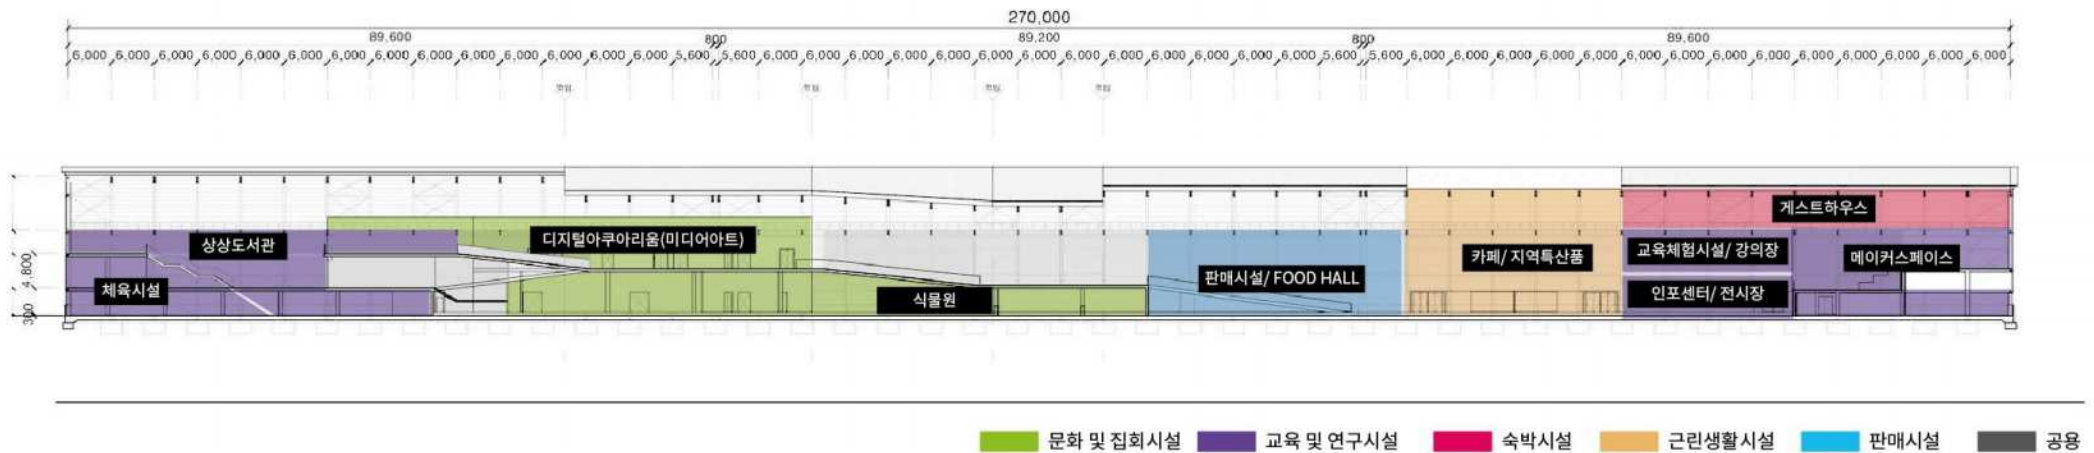 270,000
89,600 800 89,200 800 89,600
6,000 6,000 6,000 6,000 6,000 6,000 6,000 6,000 6,000 6,000 6,000 6,000 6,000 6,000 5,600 5,600 6,000 6,000 6,000 6,000 6,000 6,000 6,000 6,000 6,000 6,000 6,000 6,000 6,000 5,600 5,600 6,000 6,000 6,000 6,000 6,000 6,000 6,000 6,000 6,000 6,000 6,000 6,000 6,000 6,000
게스트하우스
상상도서관
디지털아쿠아리움(미디어아트)
카페/ 지역특산품
교육체험시설/ 강의장
메이커스페이스
4,800
체육시설
식물원
판매시설/ FOOD HALL
인포센터/ 전시장
300
문화 및 집회시설 교육 및 연구시설 숙박시설 근린생활시설 판매시설 공용